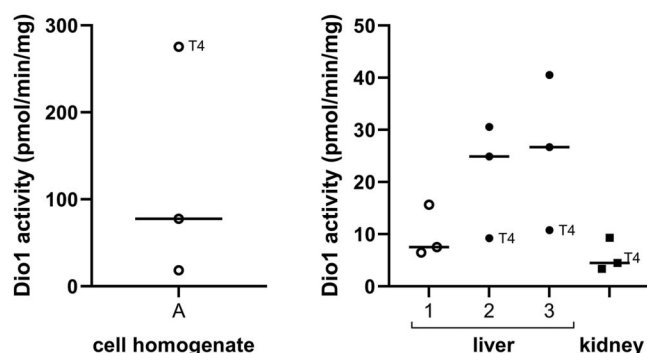 Dio1 activity (pmol/min/mg)
300
200
100
0
T4
A
cell homogenate
Dio1 activity (pmol/min/mg)
50
40
30
20
10
0
T4
T4
T4
1 2 3
liver kidney